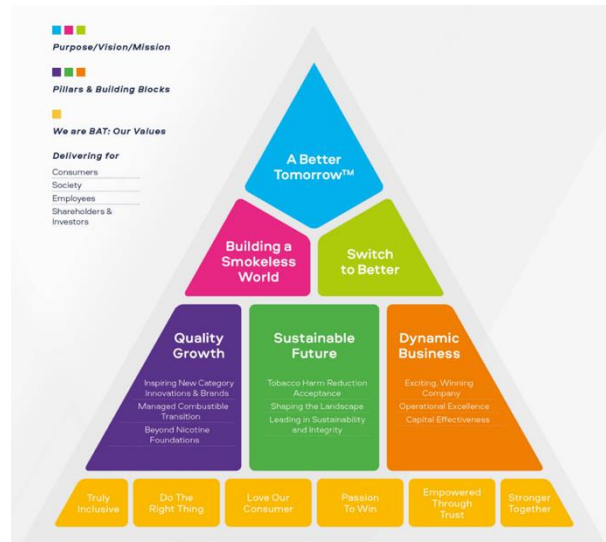 Purpose/Vision/Mission
Pillars & Building Blocks
We are BAT: Our Values
Delivering for
Consumers
Society
Employees
Shareholders &
Investors
A Better
Tomorrow™
Building a
Smokeless
World
Switch
to Better
Quality
Growth
Inspiring New Category
Innovations & Brands
Managed Combustible
Transition
Beyond Nicotine
Foundations
Sustainable
Future
Tobacco Harm Reduction
Acceptance
Shaping the Landscape
Leading in Sustainability
and Integrity
Dynamic
Business
Exciting, Winning
Company
Operational Excellence
Capital Effectiveness
Truly
Inclusive
Do The
Right Thing
Love Our
Consumer
Passion
To Win
Empowered
Through
Trust
Stronger
Together